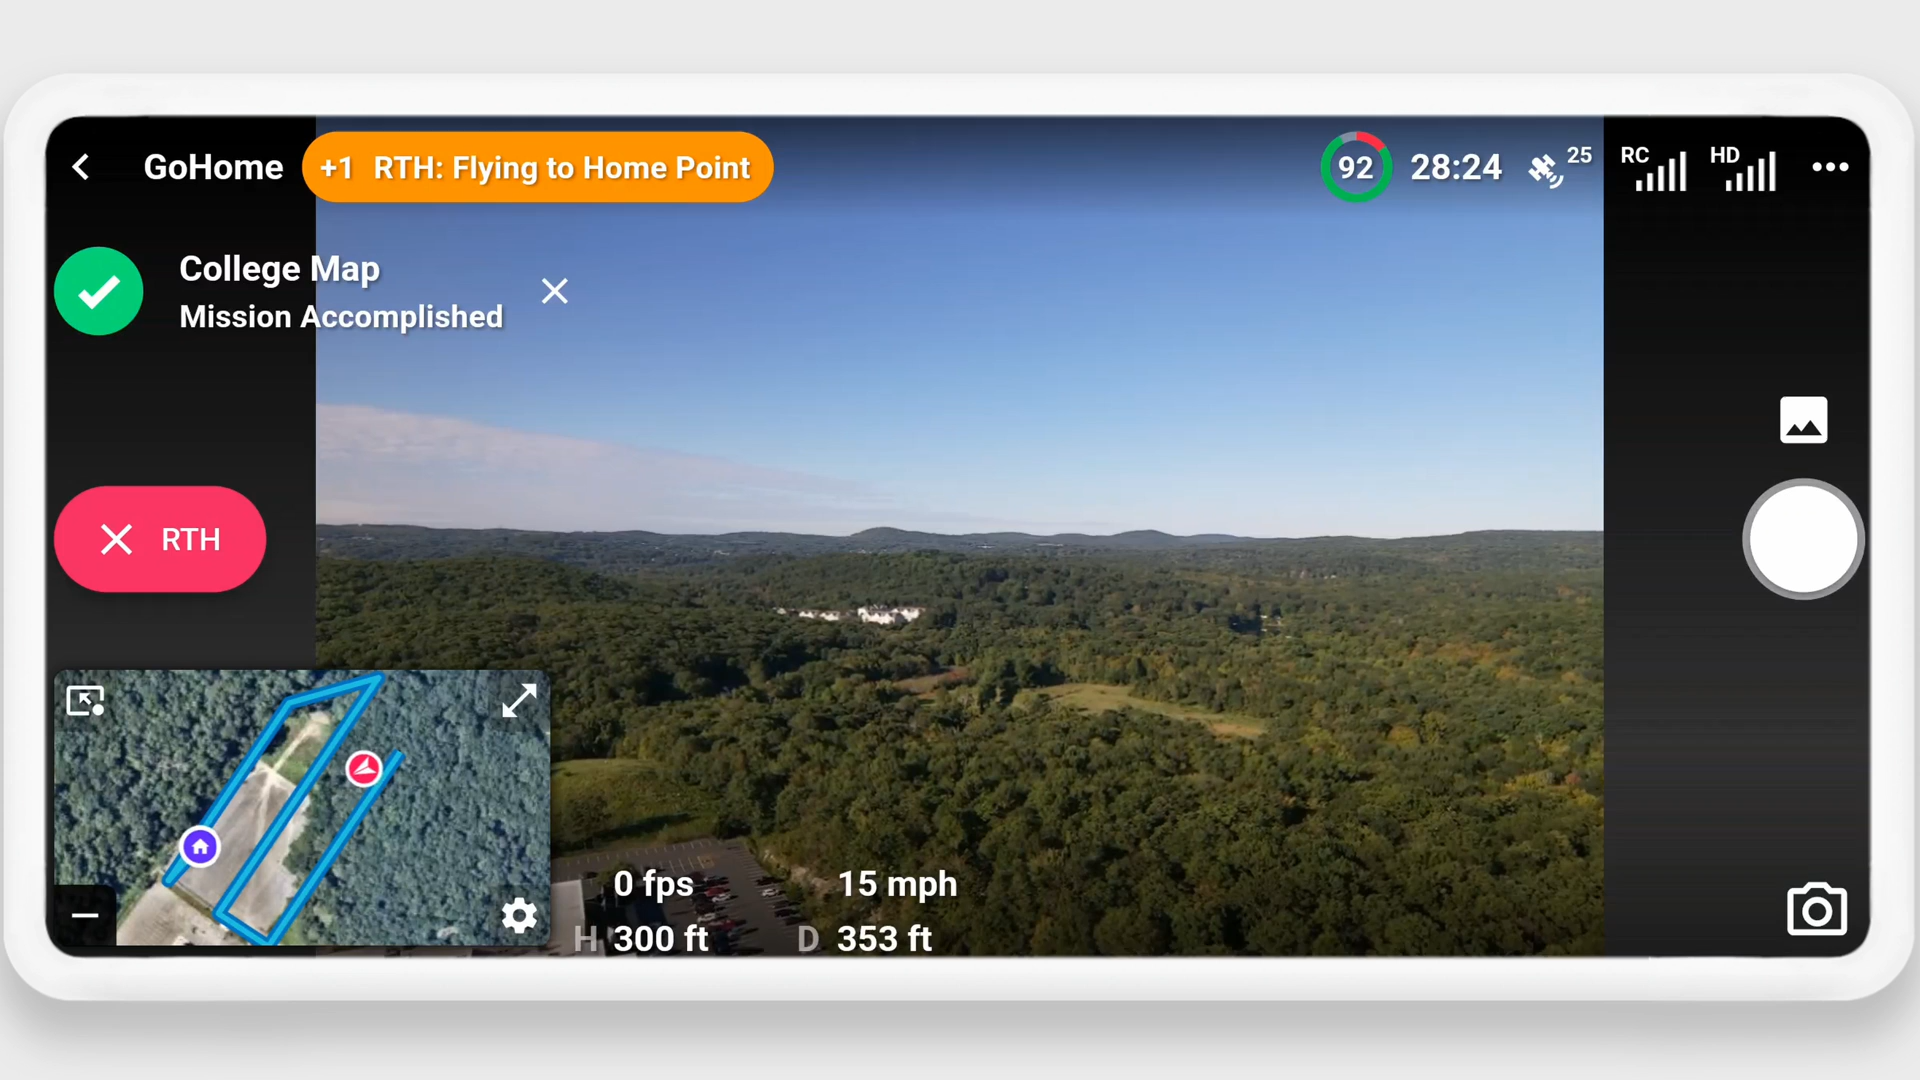 GoHome
+1 RTH: Flying to Home Point
92
28:24
25
RC
HD
College Map
Mission Accomplished
RTH
0 fps
15 mph
H 300 ft
D 353 ft